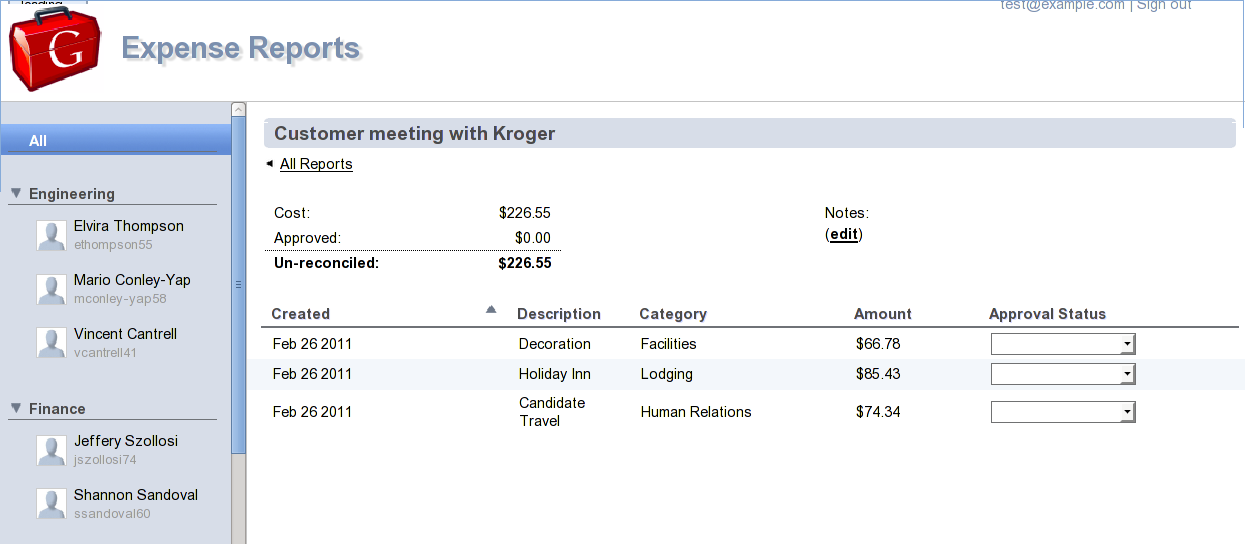 test@example.com | Sign out
G
Expense Reports
All
Engineering
Elvira Thompson
ethompson55
Mario Conley-Yap
mconley-yap58
Vincent Cantrell
vcantrell41
Finance
Jeffery Szollosi
jszollosi74
Shannon Sandoval
ssandoval60
Customer meeting with Kroger
All Reports
Cost: $226.55
Approved: $0.00
Un-reconciled: $226.55
Notes:
(edit)
Created Description Category Amount Approval Status
Feb 26 2011 Decoration Facilities $66.78
Feb 26 2011 Holiday Inn Lodging $85.43
Feb 26 2011 Candidate Travel Human Relations $74.34